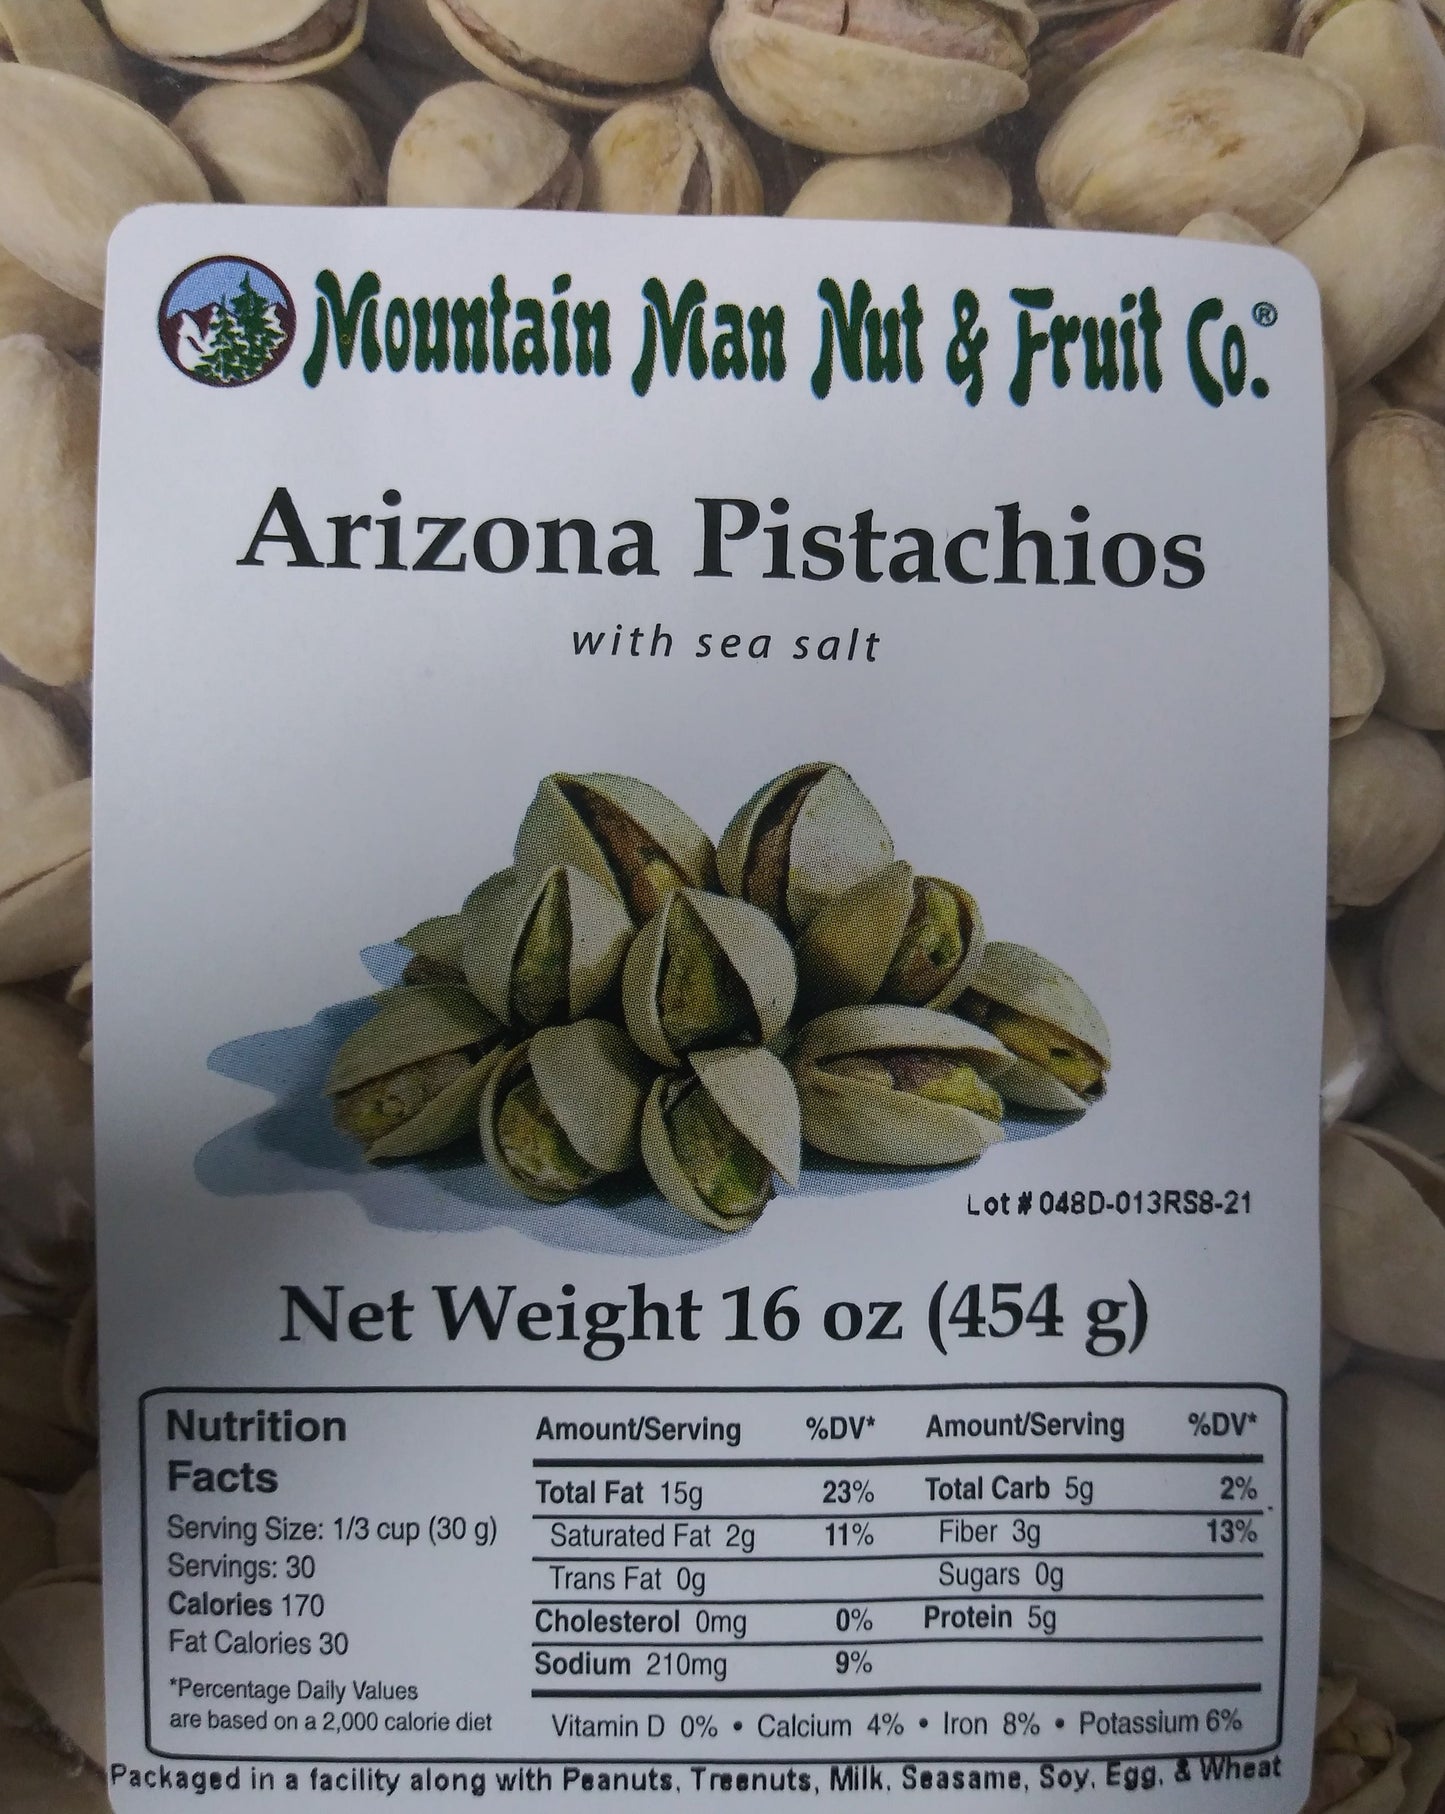 Mountain Man Nut & Fruit Co.®
Arizona Pistachios
with sea salt
Lot # 048D-013RS8-21
Net Weight 16 oz (454 g)
Nutrition
Facts
Serving Size: 1/3 cup (30 g)
Servings: 30
Calories 170
Fat Calories 30
*Percentage Daily Values
are based on a 2,000 calorie diet
Amount/Serving %DV* Amount/Serving %DV*
Total Fat 15g 23% Total Carb 5g 2%
Saturated Fat 2g 11% Fiber 3g 13%
Trans Fat 0g Sugars 0g
Cholesterol 0mg 0% Protein 5g
Sodium 210mg 9%
Vitamin D 0% • Calcium 4% • Iron 8% • Potassium 6%
Packaged in a facility along with Peanuts, Treenuts, Milk, Seasame, Soy, Egg, & Wheat